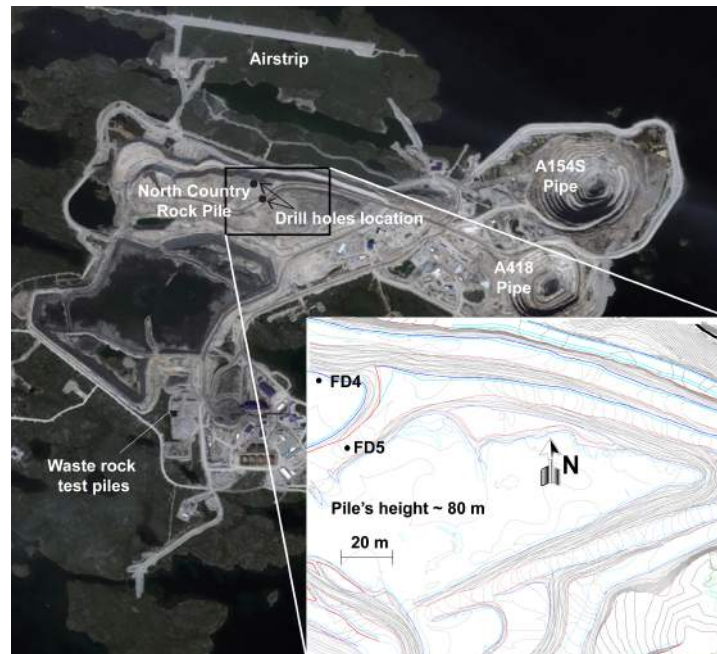 Airstrip
A154S
Pipe
North Country
Rock Pile
Drill holes location
A418
Pipe
FD4
FD5
N
Waste rock
test piles
Pile's height ~ 80 m
20 m